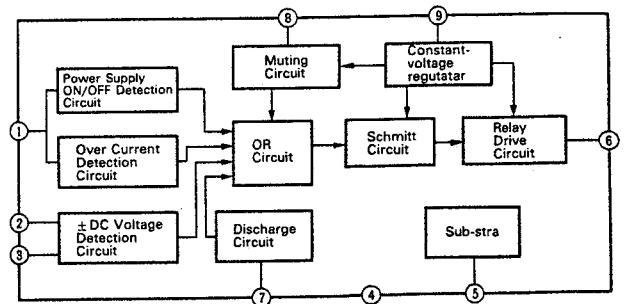 8
9
Power Supply
ON/OFF Detection
Circuit
Muting
Circuit
Constant-
voltage
regutatar
1
Over Current
Detection
Circuit
OR
Circuit
Schmitt
Circuit
Relay
Drive
Circuit
6
2
3
± DC Voltage
Detection
Circuit
Discharge
Circuit
Sub-stra
7
4
5